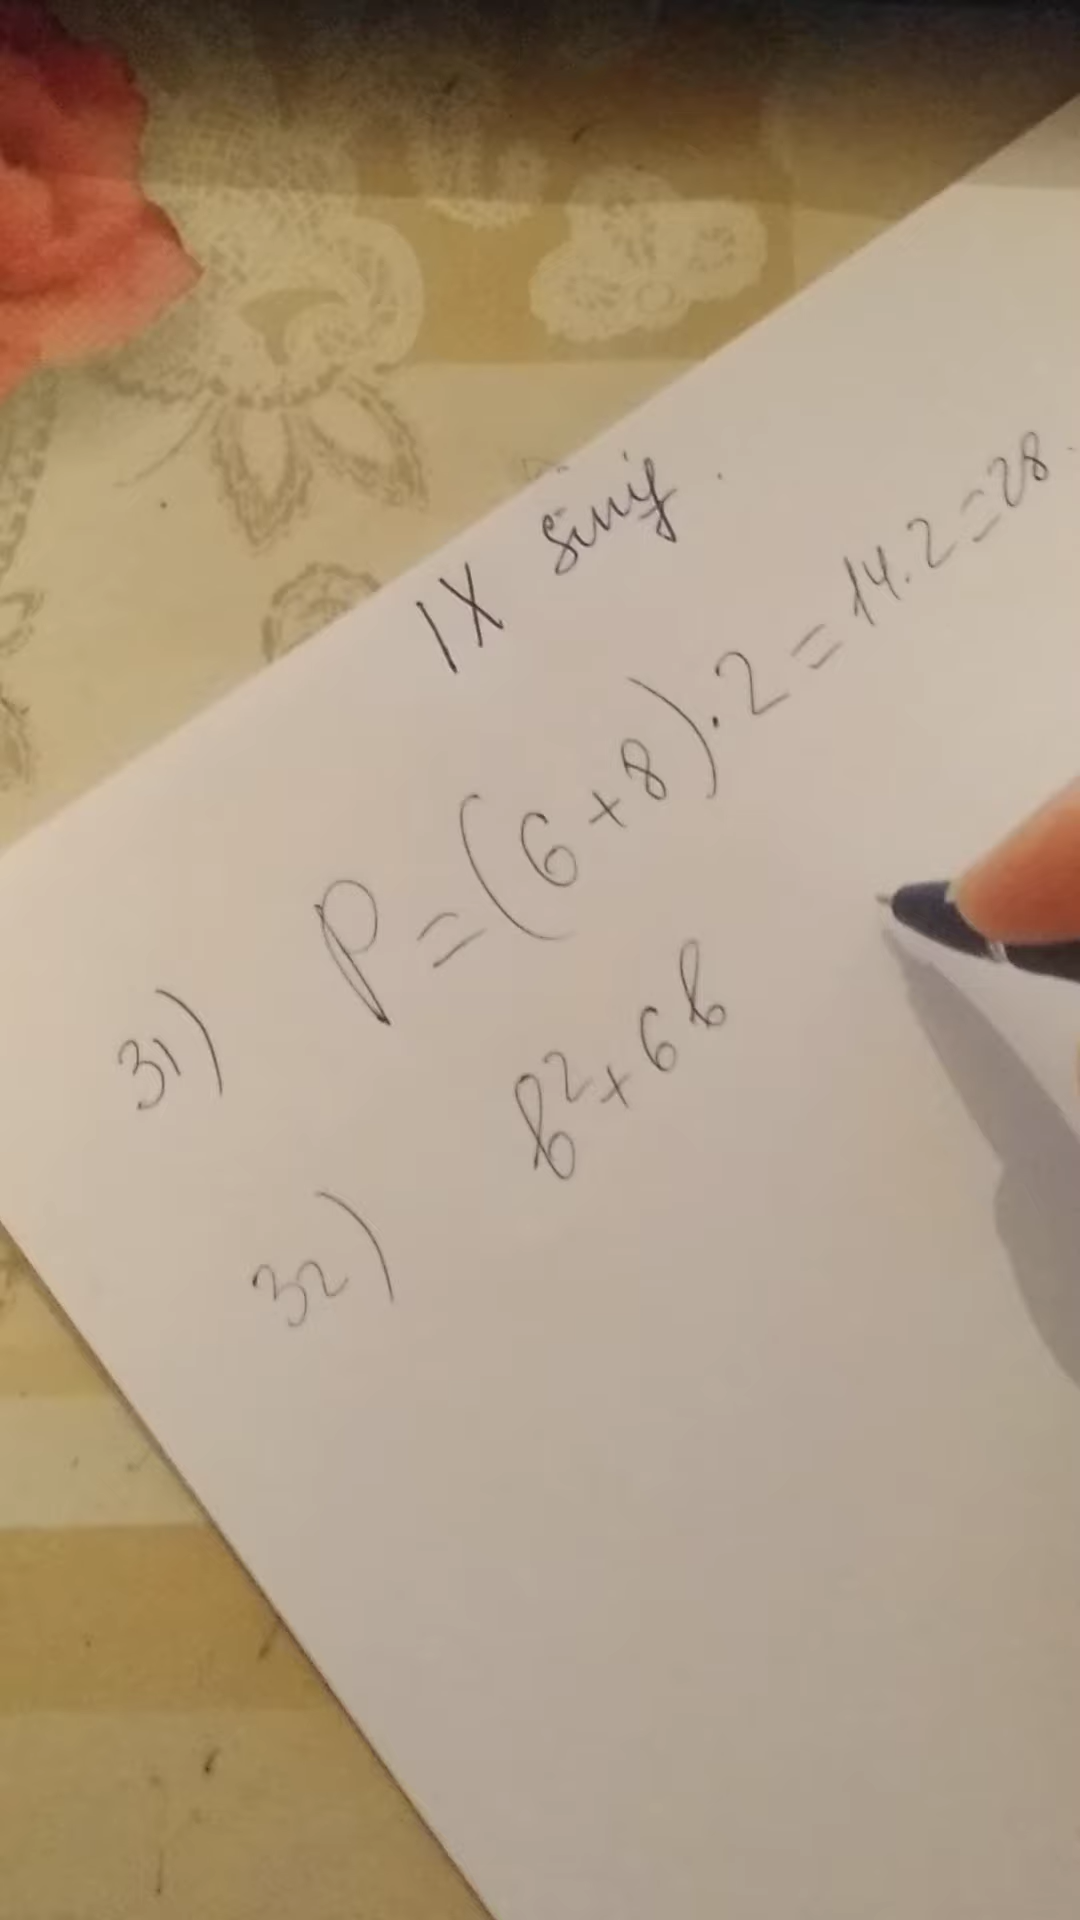 IX sinif.
31) P=(6+8)·2=14·2=28.
32) b²+6b